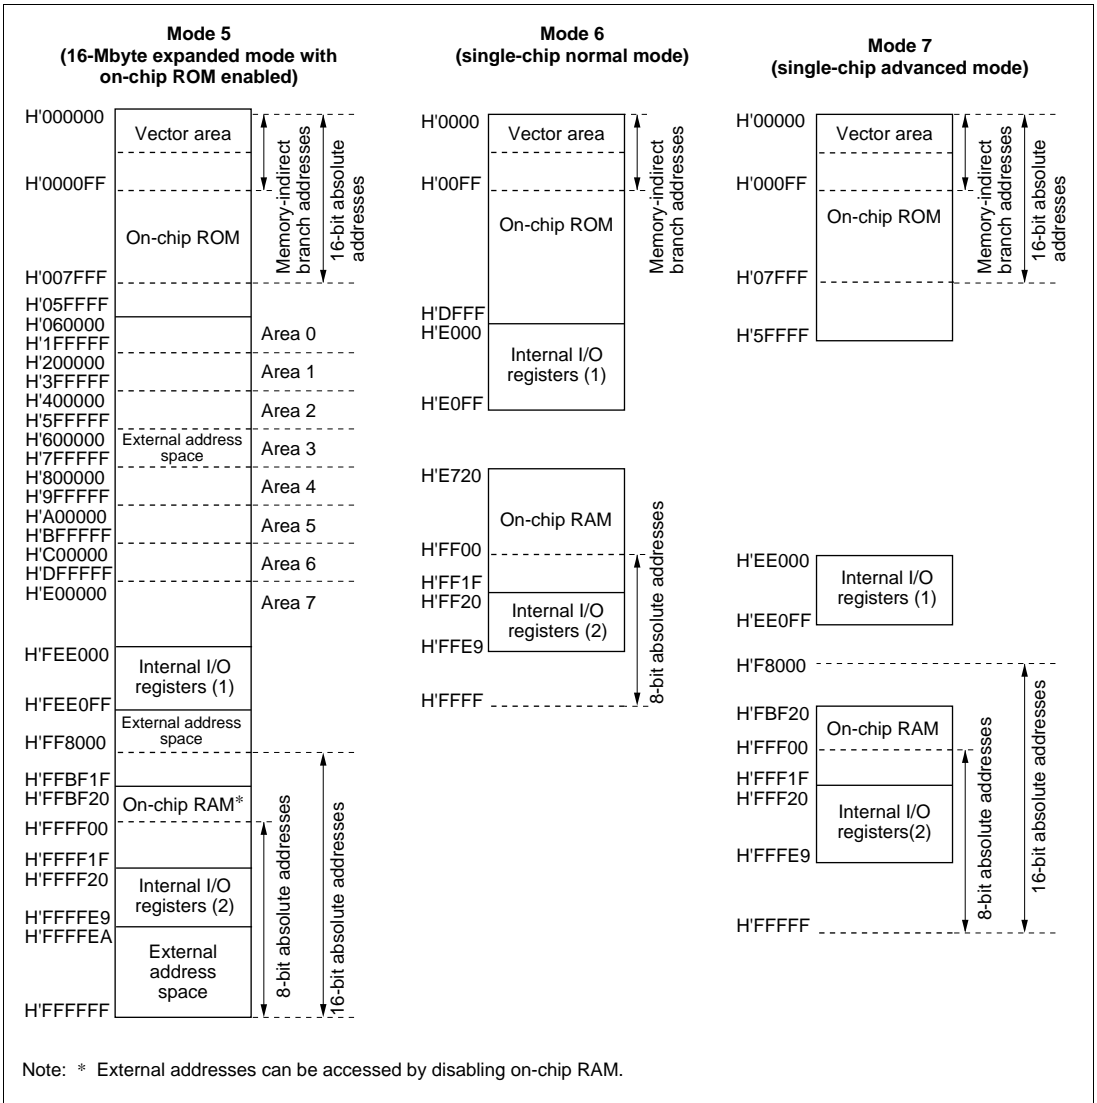 Mode 5
(16-Mbyte expanded mode with
on-chip ROM enabled)
H'000000
Vector area
H'0000FF
On-chip ROM
H'007FFF
H'05FFFF
H'060000
H'1FFFFF
Area 0
H'200000
H'3FFFFF
Area 1
H'400000
H'5FFFFF
Area 2
H'600000
H'7FFFFF
External address
space
Area 3
H'800000
H'9FFFFF
Area 4
H'A00000
H'BFFFFF
Area 5
H'C00000
H'DFFFFF
Area 6
H'E00000
Area 7
H'FEE000
Internal I/O
registers (1)
H'FEE0FF
External address
space
H'FF8000
H'FFBF1F
H'FFBF20
On-chip RAM*
H'FFFF00
H'FFFF1F
H'FFFF20
Internal I/O
registers (2)
H'FFFFE9
H'FFFFEA
External
address
space
H'FFFFFF
Memory-indirect
branch addresses
16-bit absolute
addresses
8-bit absolute addresses
16-bit absolute addresses
Mode 6
(single-chip normal mode)
H'0000
Vector area
H'00FF
On-chip ROM
H'DFFF
H'E000
Internal I/O
registers (1)
H'E0FF
H'E720
On-chip RAM
H'FF00
H'FF1F
H'FF20
Internal I/O
registers (2)
H'FFE9
H'FFFF
Memory-indirect
branch addresses
8-bit absolute addresses
Mode 7
(single-chip advanced mode)
H'00000
Vector area
H'000FF
On-chip ROM
H'07FFF
H'5FFFF
H'EE000
Internal I/O
registers (1)
H'EE0FF
H'F8000
H'FBF20
On-chip RAM
H'FFF00
H'FFF1F
H'FFF20
Internal I/O
registers(2)
H'FFFE9
H'FFFFF
Memory-indirect
branch addresses
16-bit absolute
addresses
8-bit absolute addresses
16-bit absolute addresses
Note: * External addresses can be accessed by disabling on-chip RAM.